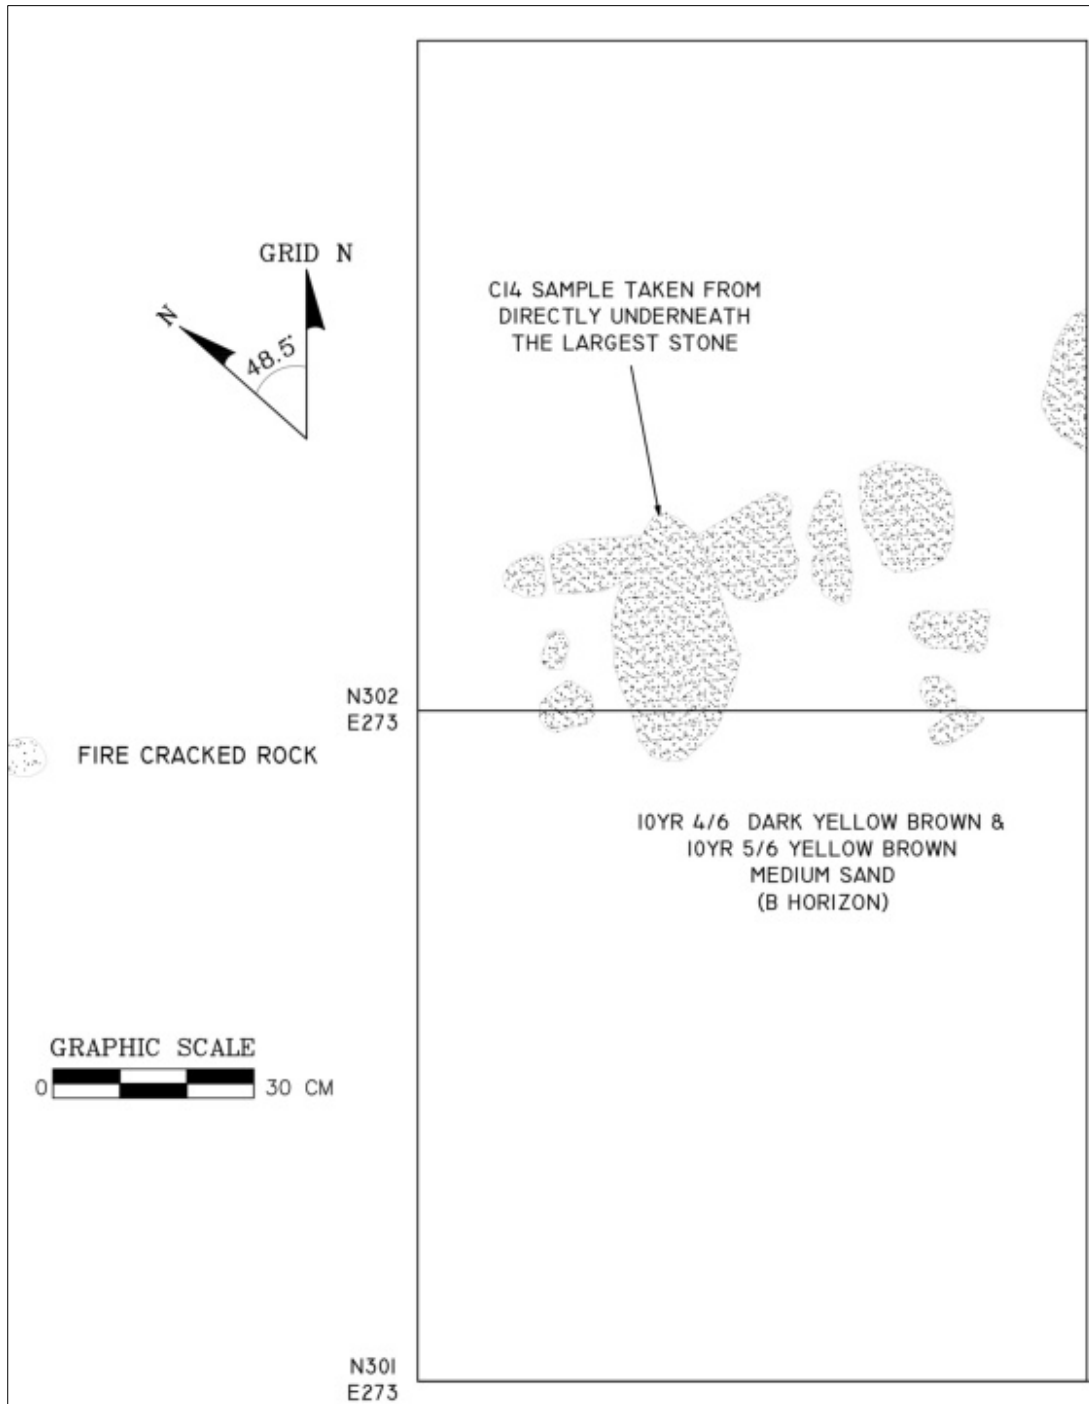 GRID N
N
48.5'
C14 SAMPLE TAKEN FROM
DIRECTLY UNDERNEATH
THE LARGEST STONE
N302
E273
FIRE CRACKED ROCK
10YR 4/6 DARK YELLOW BROWN &
10YR 5/6 YELLOW BROWN
MEDIUM SAND
(B HORIZON)
GRAPHIC SCALE
0 30 CM
N301
E273